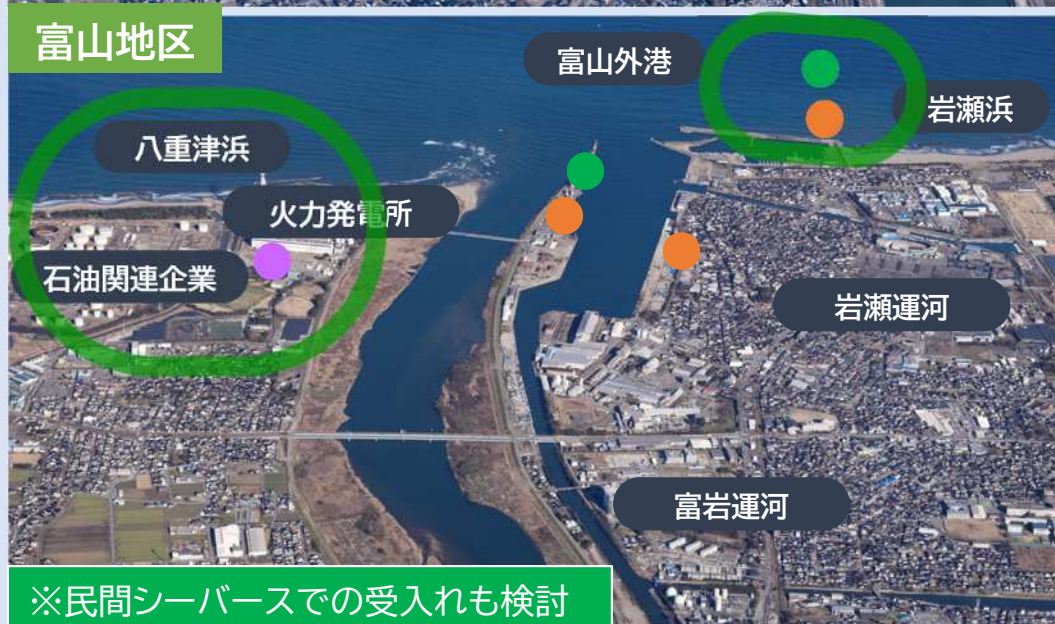 富山地区
富山外港
岩瀬浜
八重津浜
火力発電所
石油関連企業
岩瀬運河
富岩運河
※民間シーバースでの受入れも検討